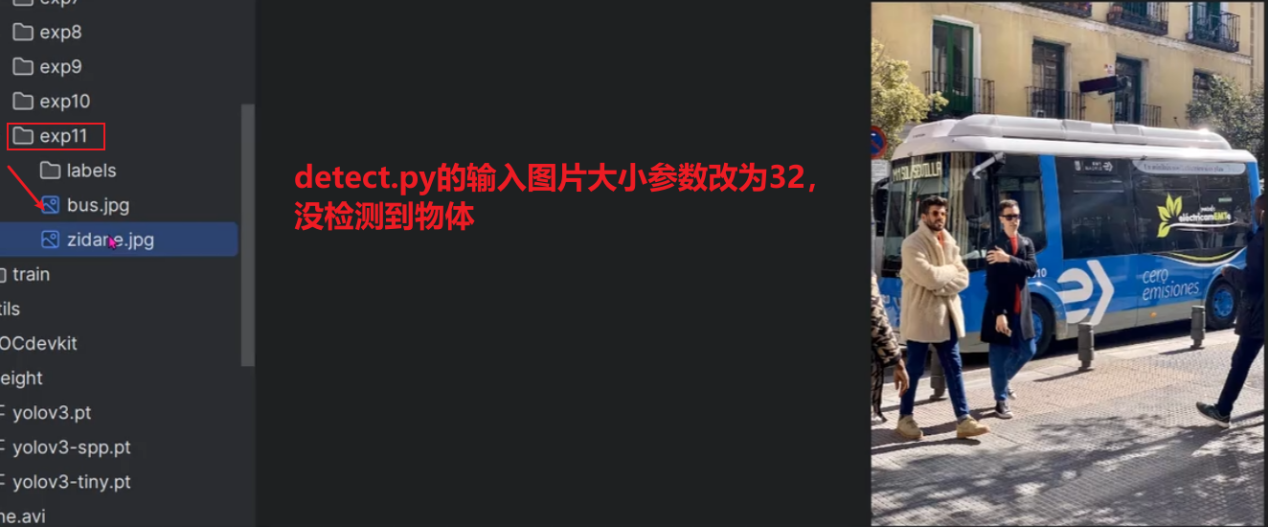 exp7
exp8
exp9
exp10
exp11
labels
bus.jpg
zidane.jpg
train
tils
OCdevkit
eight
yolov3.pt
yolov3-spp.pt
yolov3-tiny.pt
ne.avi
detect.py的输入图片大小参数改为32，
没检测到物体
cero
emisiones